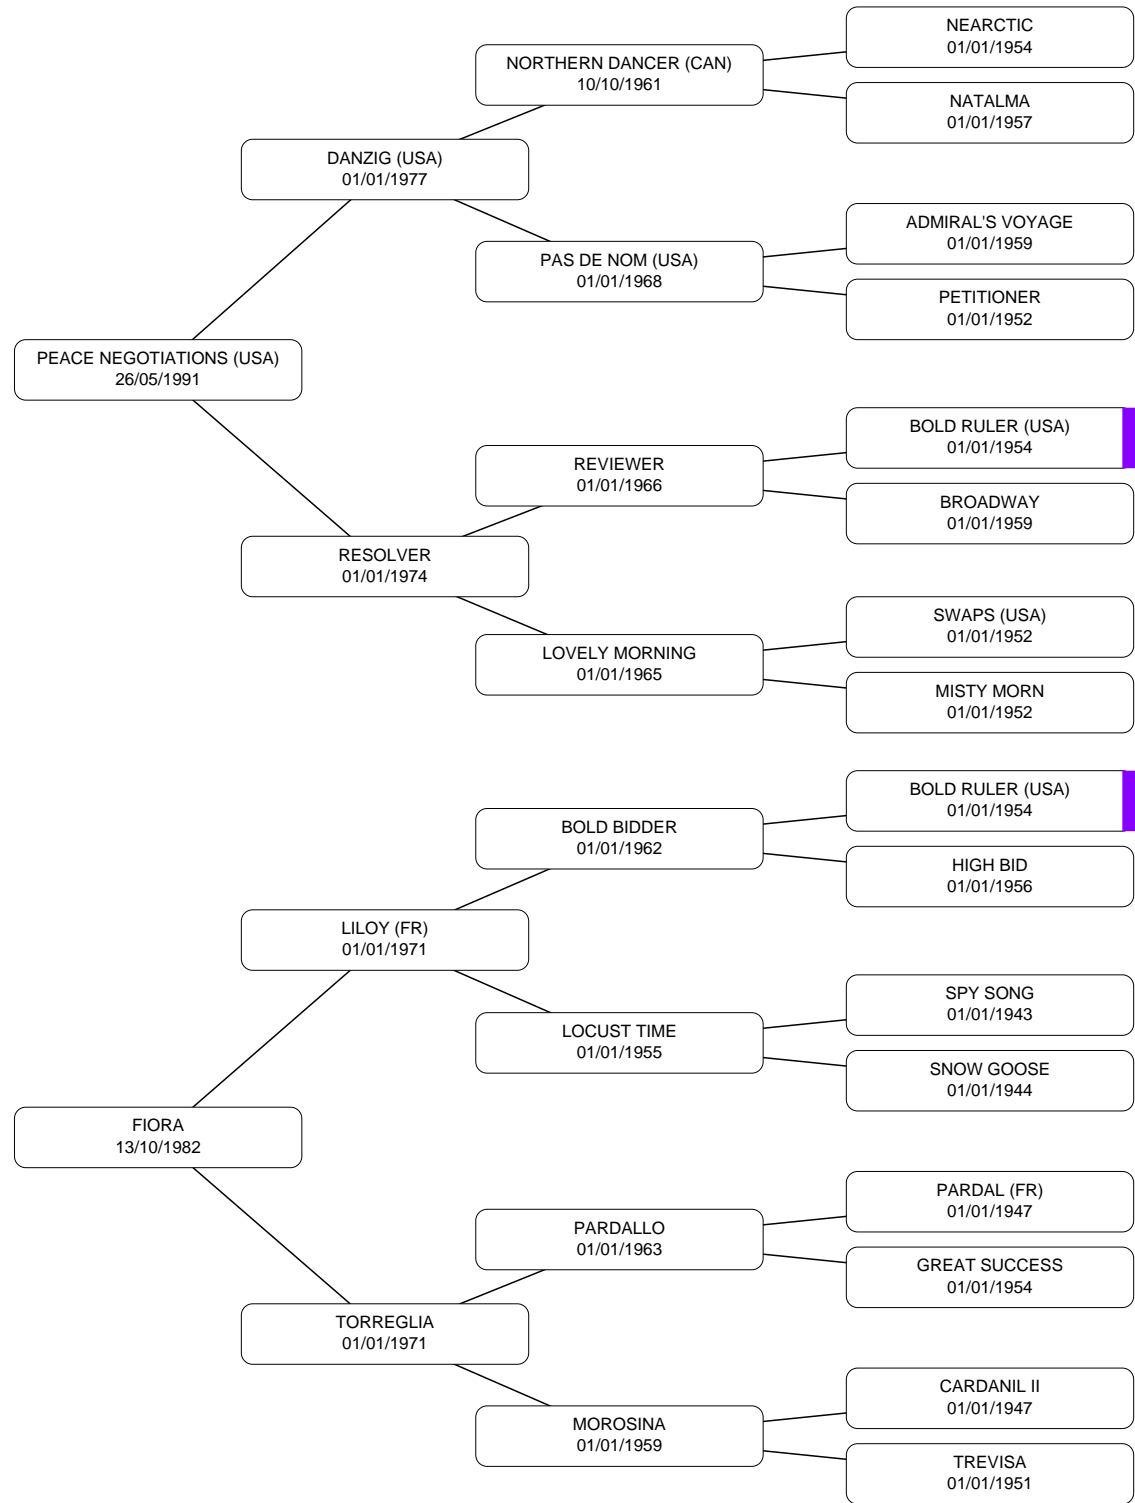 NEARCTIC
01/01/1954
NORTHERN DANCER (CAN)
10/10/1961
NATALMA
01/01/1957
DANZIG (USA)
01/01/1977
ADMIRAL'S VOYAGE
01/01/1959
PAS DE NOM (USA)
01/01/1968
PETITIONER
01/01/1952
PEACE NEGOTIATIONS (USA)
26/05/1991
BOLD RULER (USA)
01/01/1954
REVIEWER
01/01/1966
BROADWAY
01/01/1959
RESOLVER
01/01/1974
SWAPS (USA)
01/01/1952
LOVELY MORNING
01/01/1965
MISTY MORN
01/01/1952
BOLD RULER (USA)
01/01/1954
BOLD BIDDER
01/01/1962
HIGH BID
01/01/1956
LILOY (FR)
01/01/1971
SPY SONG
01/01/1943
LOCUST TIME
01/01/1955
SNOW GOOSE
01/01/1944
FIORA
13/10/1982
PARDAL (FR)
01/01/1947
PARDALLO
01/01/1963
GREAT SUCCESS
01/01/1954
TORREGLIA
01/01/1971
CARDANIL II
01/01/1947
MOROSINA
01/01/1959
TREVISA
01/01/1951